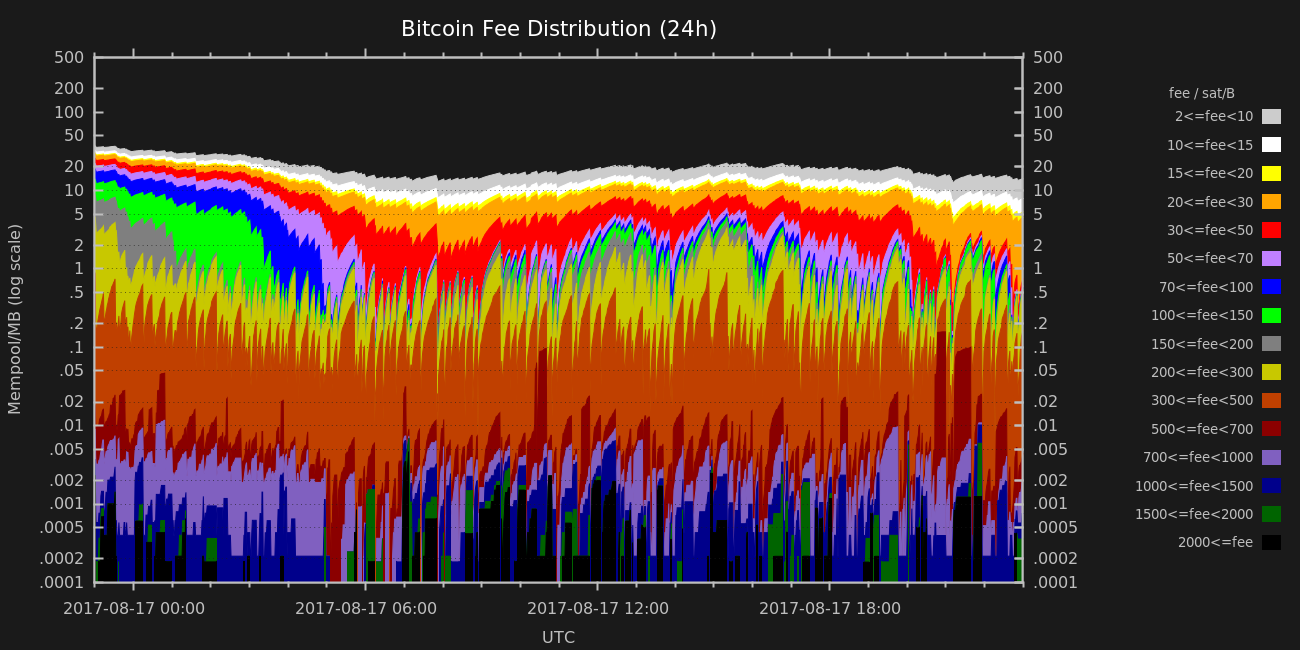 Bitcoin Fee Distribution (24h)
500
200
100
50
20
10
5
2
1
.5
.2
.1
.05
.02
.01
.005
.002
.001
.0005
.0002
.0001
Mempool/MB (log scale)
500
200
100
50
20
10
5
2
1
.5
.2
.1
.05
.02
.01
.005
.002
.001
.0005
.0002
.0001
2017-08-17 00:00
2017-08-17 06:00
2017-08-17 12:00
2017-08-17 18:00
UTC
fee / sat/B
2<=fee<10
10<=fee<15
15<=fee<20
20<=fee<30
30<=fee<50
50<=fee<70
70<=fee<100
100<=fee<150
150<=fee<200
200<=fee<300
300<=fee<500
500<=fee<700
700<=fee<1000
1000<=fee<1500
1500<=fee<2000
2000<=fee